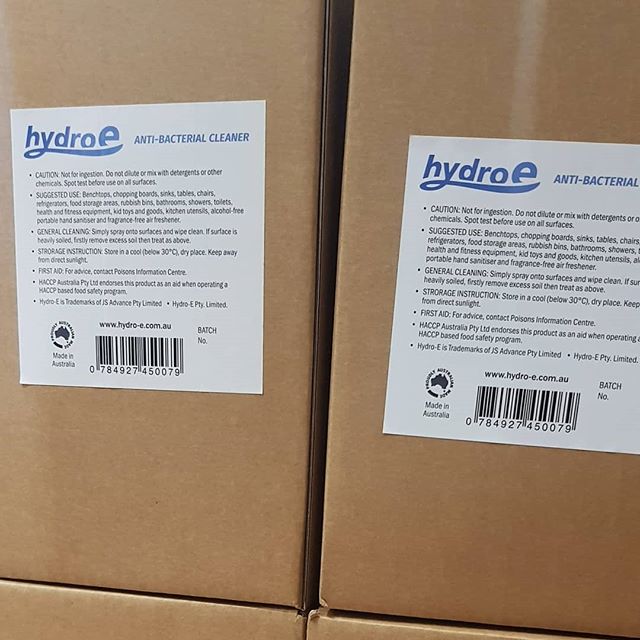 hydroe ANTI-BACTERIAL CLEANER
• CAUTION: Not for ingestion. Do not dilute or mix with detergents or other
chemicals. Spot test before use on all surfaces.
• SUGGESTED USE: Benchtops, chopping boards, sinks, tables, chairs,
refrigerators, food storage areas, rubbish bins, bathrooms, showers, toilets,
health and fitness equipment, kid toys and goods, kitchen utensils, alcohol-free
portable hand sanitiser and fragrance-free air freshener.
• GENERAL CLEANING: Simply spray onto surfaces and wipe clean. If surface is
heavily soiled, firstly remove excess soil then treat as above.
• STRORAGE INSTRUCTION: Store in a cool (below 30°C), dry place. Keep away
from direct sunlight.
• FIRST AID: For advice, contact Poisons Information Centre.
• HACCP Australia Pty Ltd endorses this product as an aid when operating a
HACCP based food safety program.
• Hydro-E is Trademarks of JS Advance Pty Limited • Hydro-E Pty. Limited.
www.hydro-e.com.au BATCH
No.
Made in
Australia
0 784927 450079
hydroe ANTI-BACTERIAL
• CAUTION: Not for ingestion. Do not dilute or mix with detergents or
chemicals. Spot test before use on all surfaces.
• SUGGESTED USE: Benchtops, chopping boards, sinks, tables, chairs,
refrigerators, food storage areas, rubbish bins, bathrooms, showers,
health and fitness equipment, kid toys and goods, kitchen utensils,
portable hand sanitiser and fragrance-free air freshener.
• GENERAL CLEANING: Simply spray onto surfaces and wipe clean. If
heavily soiled, firstly remove excess soil then treat as above.
• STRORAGE INSTRUCTION: Store in a cool (below 30°C), dry place. Keep
from direct sunlight.
• FIRST AID: For advice, contact Poisons Information Centre.
• HACCP Australia Pty Ltd endorses this product as an aid when operating a
HACCP based food safety program.
• Hydro-E is Trademarks of JS Advance Pty Limited • Hydro-E Pty. Limited.
PROUDLY AUSTRALIAN
www.hydro-e.com.au BATCH
No.
Made in
Australia
0 784927 450079